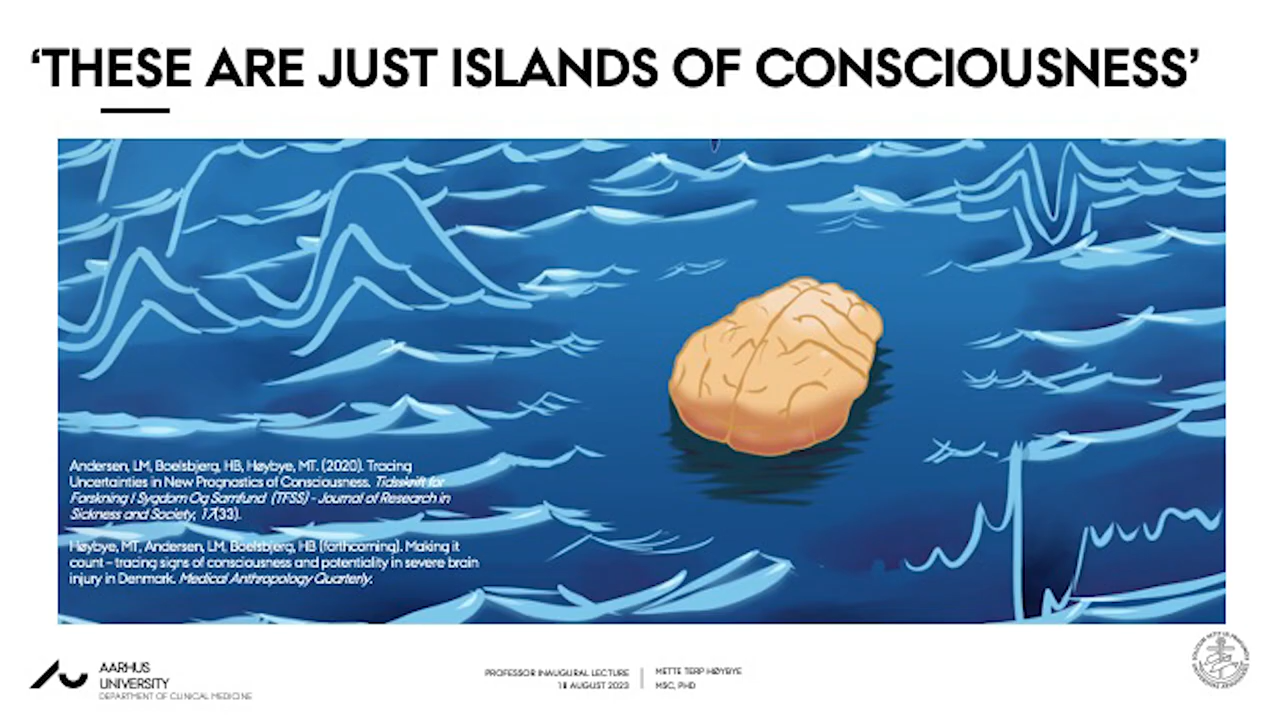 ‘THESE ARE JUST ISLANDS OF CONSCIOUSNESS’
Andersen, LM, Boelsbjerg, HB, Høybye, MT. (2020). Tracing
Uncertainties in New Prognostics of Consciousness. Tidsskrift for
Forskning I Sygdom Og Samfund (TFSS) - Journal of Research in
Sickness and Society, 17(33).
Høybye, MT, Andersen, LM, Boelsbjerg, HB (forthcoming). Making it
count – tracing signs of consciousness and potentiality in severe brain
injury in Denmark. Medical Anthropology Quarterly.
AARHUS
UNIVERSITY
DEPARTMENT OF CLINICAL MEDICINE
PROFESSOR INAUGURAL LECTURE
18 AUGUST 2023
METTE TERP HØYBYE
MSC, PHD